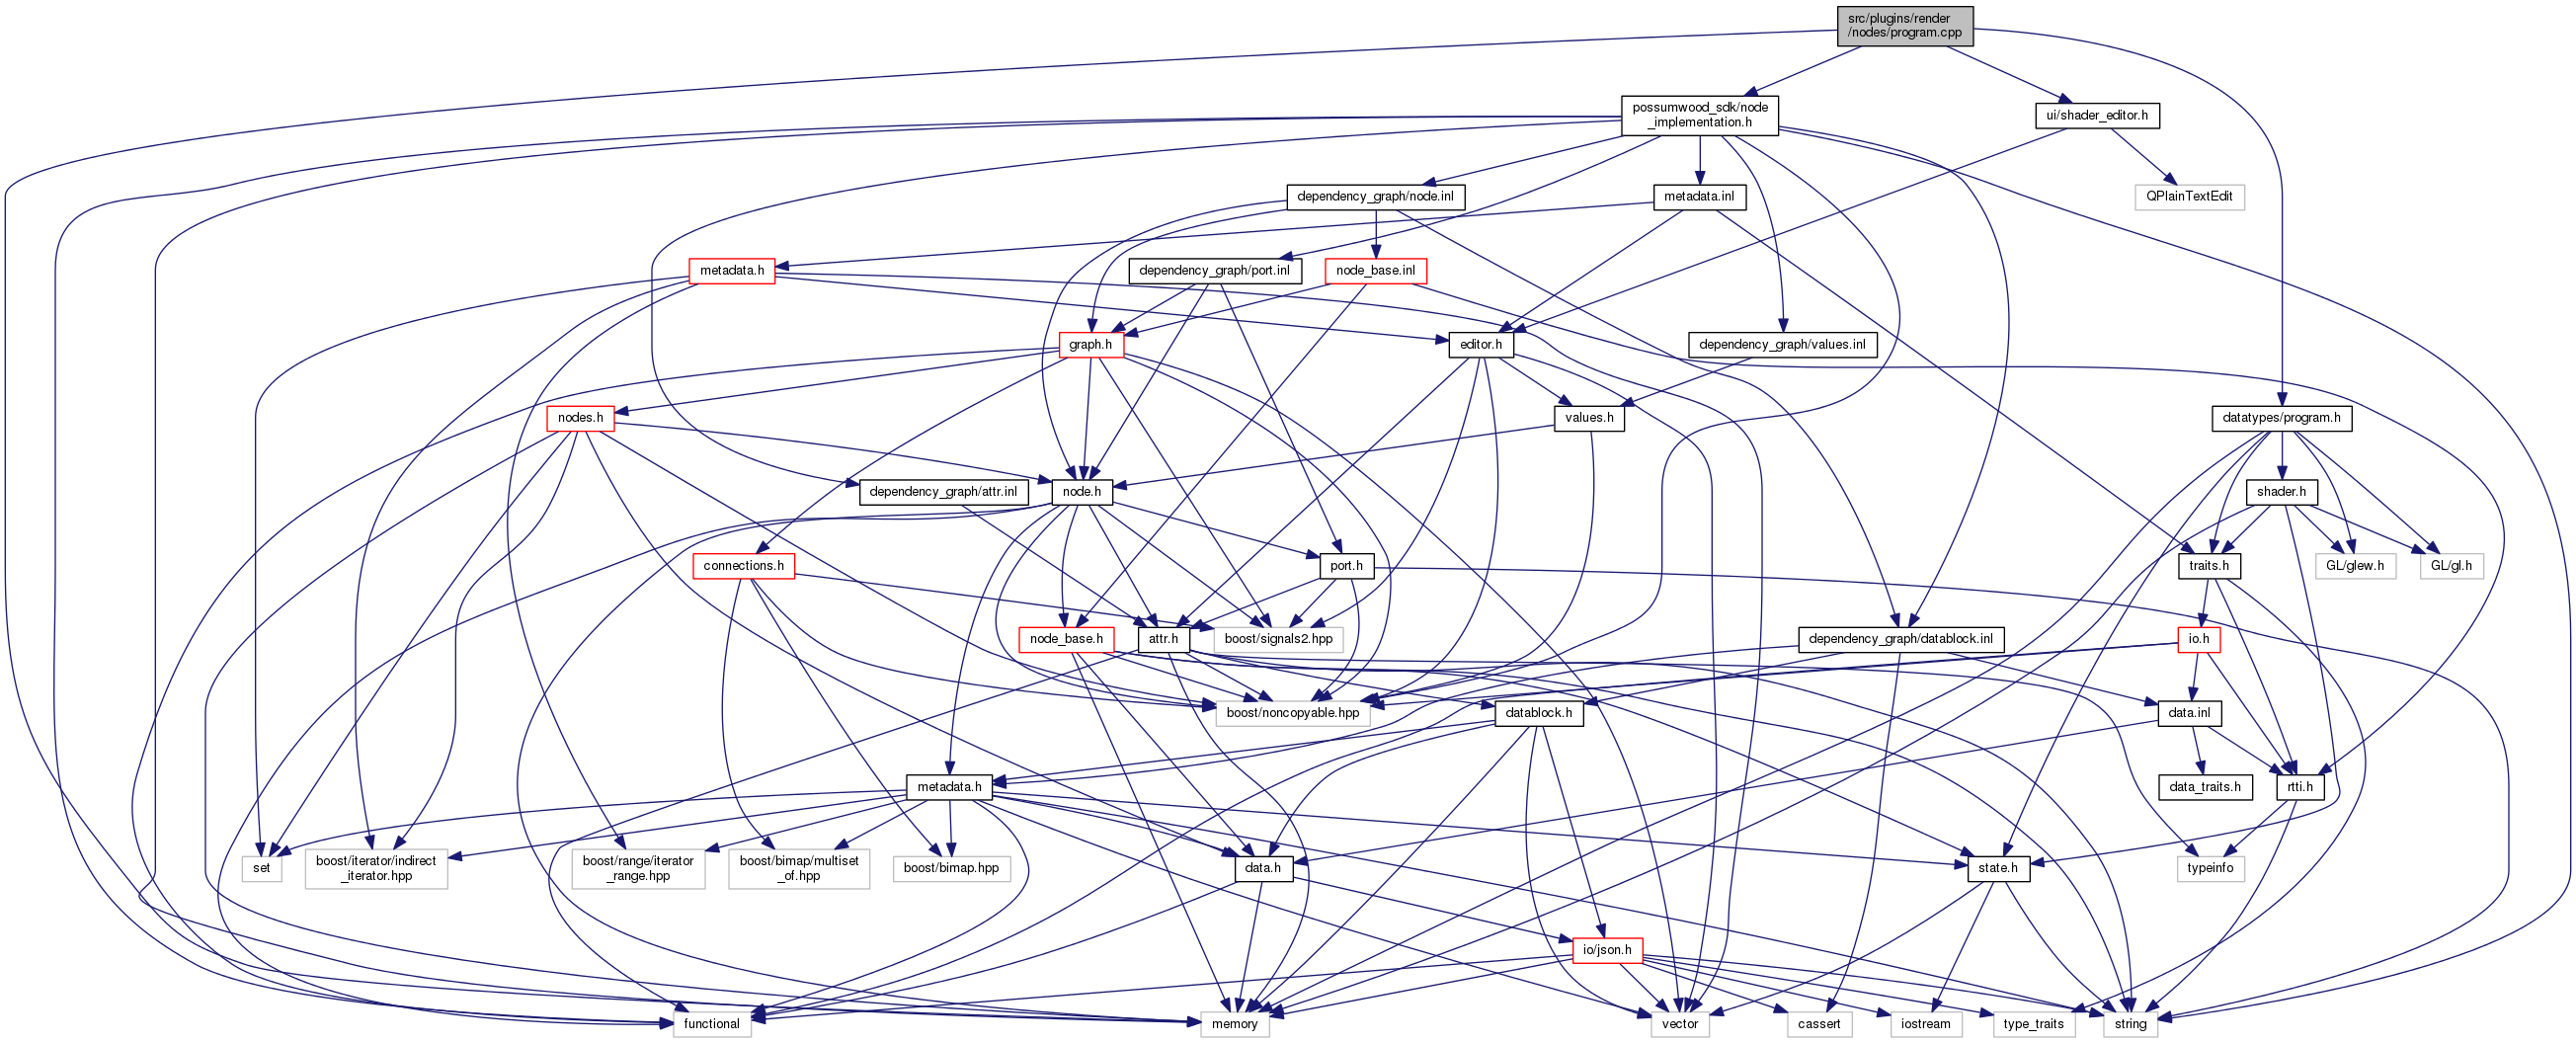 src/plugins/render
/nodes/program.cpp
possumwood_sdk/node
_implementation.h
ui/shader_editor.h
dependency_graph/node.inl
metadata.inl
QPlainTextEdit
metadata.h
dependency_graph/port.inl
node_base.inl
graph.h
editor.h
dependency_graph/values.inl
nodes.h
values.h
datatypes/program.h
dependency_graph/attr.inl
node.h
shader.h
connections.h
port.h
traits.h
GL/glew.h
GL/gl.h
node_base.h
attr.h
boost/signals2.hpp
dependency_graph/datablock.inl
io.h
boost/noncopyable.hpp
datablock.h
data.inl
metadata.h
data_traits.h
rtti.h
set
boost/iterator/indirect
_iterator.hpp
boost/range/iterator
_range.hpp
boost/bimap/multiset
_of.hpp
boost/bimap.hpp
data.h
state.h
typeinfo
io/json.h
functional
memory
vector
cassert
iostream
type_traits
string